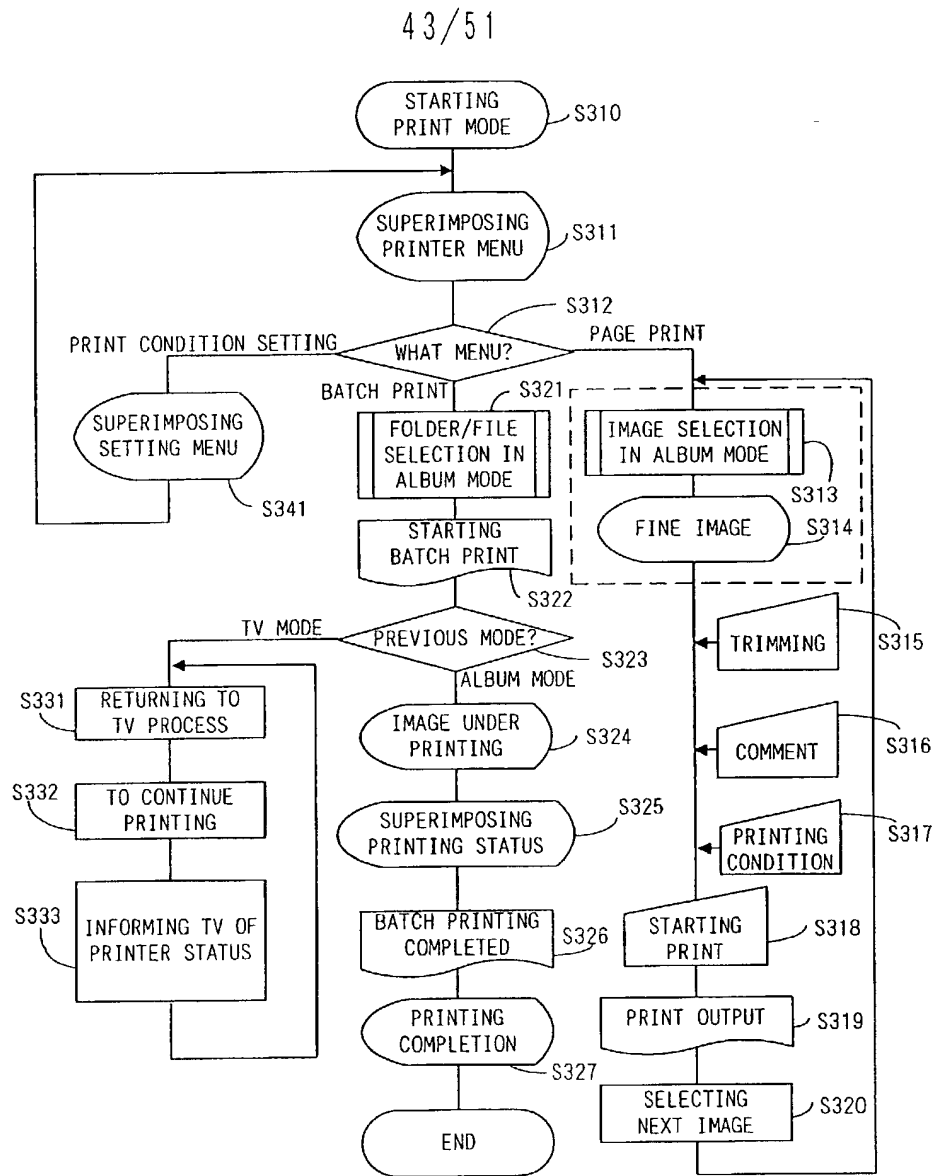 43/51
STARTING
PRINT MODE
S310
SUPERIMPOSING
PRINTER MENU
S311
S312
WHAT MENU?
PRINT CONDITION SETTING
BATCH PRINT
PAGE PRINT
SUPERIMPOSING
SETTING MENU
S341
S321
FOLDER/FILE
SELECTION IN
ALBUM MODE
STARTING
BATCH PRINT
S322
IMAGE SELECTION
IN ALBUM MODE
S313
FINE IMAGE
S314
TRIMMING
S315
COMMENT
S316
PRINTING
CONDITION
S317
STARTING
PRINT
S318
PRINT OUTPUT
S319
SELECTING
NEXT IMAGE
S320
PREVIOUS MODE?
S323
TV MODE
ALBUM MODE
S331
RETURNING TO
TV PROCESS
S332
TO CONTINUE
PRINTING
S333
INFORMING TV OF
PRINTER STATUS
IMAGE UNDER
PRINTING
S324
SUPERIMPOSING
PRINTING STATUS
S325
BATCH PRINTING
COMPLETED
S326
PRINTING
COMPLETION
S327
END